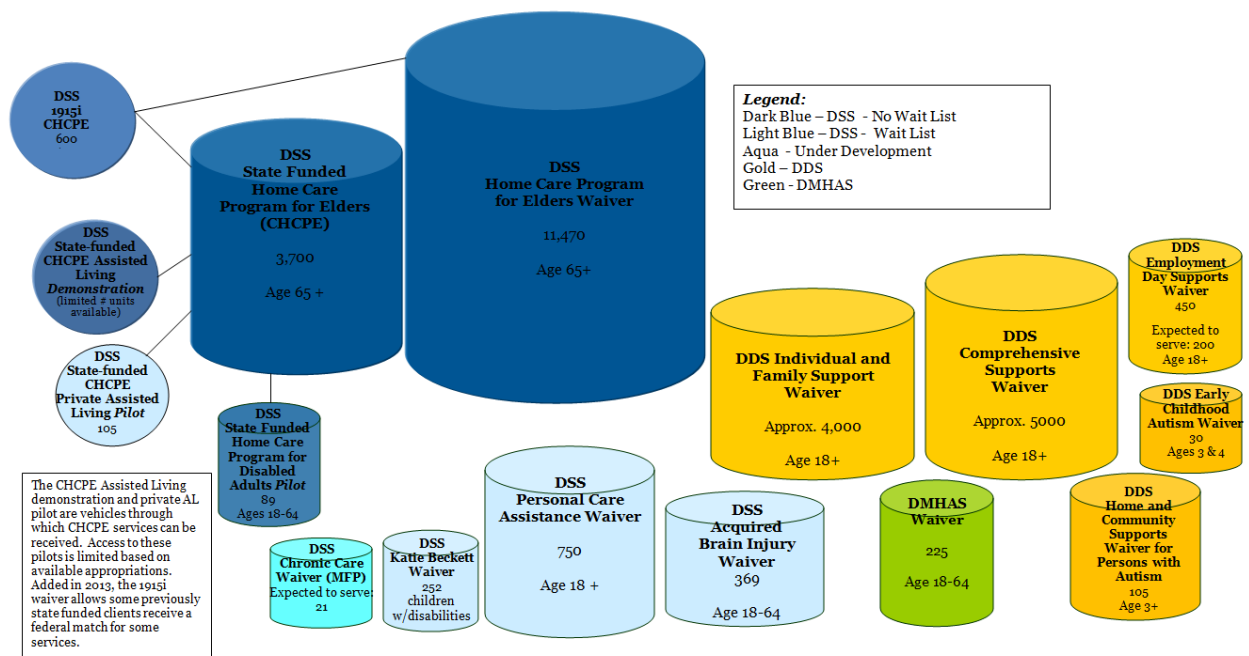 DSS
1915i
CHCPE
600
DSS
State Funded
Home Care
Program for Elders
(CHCPE)
3,700
Age 65 +
DSS
Home Care Program
for Elders Waiver
11,470
Age 65+
Legend:
Dark Blue – DSS  - No Wait List
Light Blue – DSS -  Wait List
Aqua  - Under Development
Gold – DDS
Green - DMHAS
DSS
State-funded
CHCPE Assisted
Living
Demonstration
(limited # units
available)
DSS
State-funded
CHCPE
Private Assisted
Living Pilot
105
DSS
State Funded
Home Care
Program for
Disabled
Adults Pilot
89
Ages 18-64
DDS Individual and
Family Support
Waiver
Approx. 4,000
Age 18+
DDS
Comprehensive
Supports
Waiver
Approx. 5000
Age 18+
DDS
Employment
Day Supports
Waiver
450
Expected to
serve: 200
Age 18+
DDS Early
Childhood
Autism Waiver
30
Ages 3 & 4
The CHCPE Assisted Living
demonstration and private AL
pilot are vehicles through
which CHCPE services can be
received.  Access to these
pilots is limited based on
available appropriations.
Added in 2013, the 1915i
waiver allows some previously
state funded clients receive a
federal match for some
services.
DSS
Chronic Care
Waiver (MFP)
Expected to serve:
21
DSS
Katie Beckett
Waiver
252
children
w/disabilities
DSS
Personal Care
Assistance Waiver
750
Age 18 +
DSS
Acquired
Brain Injury
Waiver
369
Age 18-64
DMHAS
Waiver
225
Age 18-64
DDS
Home and
Community
Supports
Waiver for
Persons with
Autism
105
Age 3+